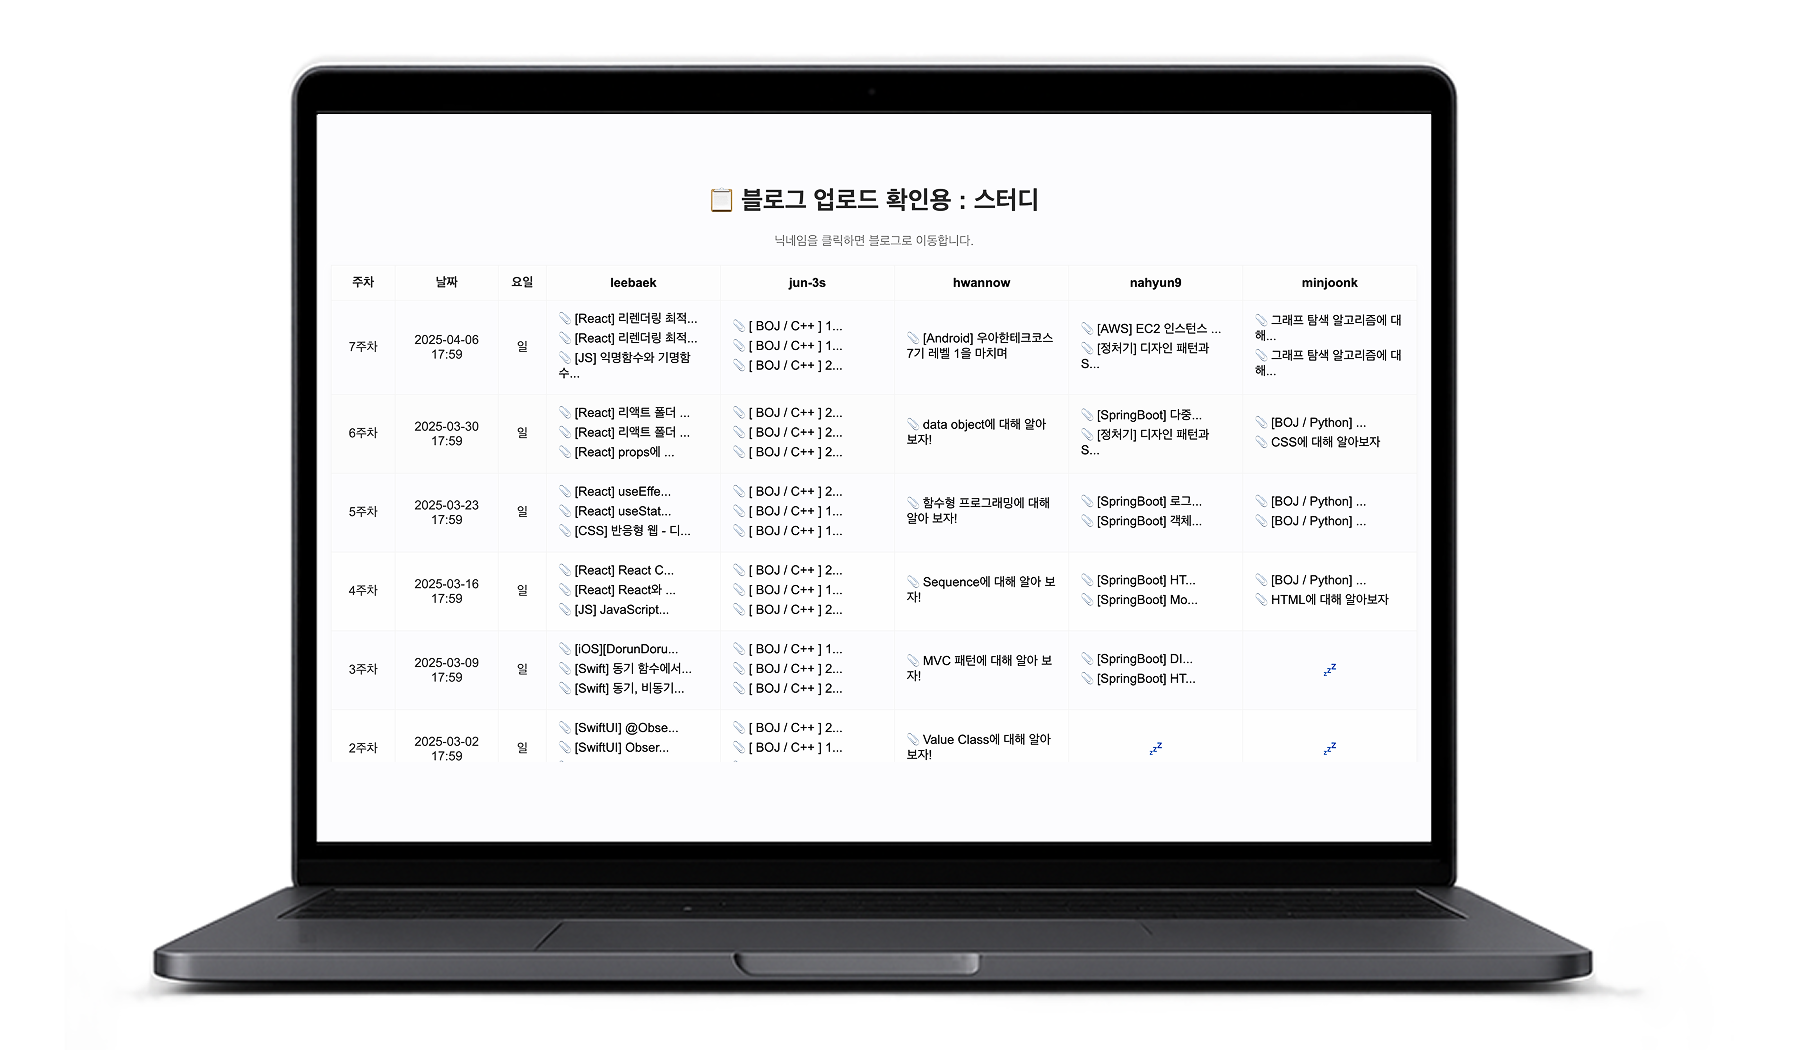 📋 블로그 업로드 확인용 : 스터디
닉네임을 클릭하면 블로그로 이동합니다.
주차 날짜 요일 leebaek jun-3s hwannow nahyun9 minjoonk
7주차
2025-04-06
17:59
일
[React] 리렌더링 최적...
[React] 리렌더링 최적...
[JS] 익명함수와 기명함
수...
[ BOJ / C++ ] 1...
[ BOJ / C++ ] 1...
[ BOJ / C++ ] 2...
[Android] 우아한테크코스
7기 레벨 1을 마치며
[AWS] EC2 인스턴스 ...
[정처기] 디자인 패턴과
S...
그래프 탐색 알고리즘에 대
해...
그래프 탐색 알고리즘에 대
해...
6주차
2025-03-30
17:59
일
[React] 리액트 폴더 ...
[React] 리액트 폴더 ...
[React] props에 ...
[ BOJ / C++ ] 2...
[ BOJ / C++ ] 2...
[ BOJ / C++ ] 2...
data object에 대해 알아
보자!
[SpringBoot] 다중...
[정처기] 디자인 패턴과
S...
[BOJ / Python] ...
CSS에 대해 알아보자
5주차
2025-03-23
17:59
일
[React] useEffe...
[React] useStat...
[CSS] 반응형 웹 - 디...
[ BOJ / C++ ] 2...
[ BOJ / C++ ] 1...
[ BOJ / C++ ] 1...
함수형 프로그래밍에 대해
알아 보자!
[SpringBoot] 로그...
[SpringBoot] 객체...
[BOJ / Python] ...
[BOJ / Python] ...
4주차
2025-03-16
17:59
일
[React] React C...
[React] React와 ...
[JS] JavaScript...
[ BOJ / C++ ] 2...
[ BOJ / C++ ] 1...
[ BOJ / C++ ] 2...
Sequence에 대해 알아 보
자!
[SpringBoot] HT...
[SpringBoot] Mo...
[BOJ / Python] ...
HTML에 대해 알아보자
3주차
2025-03-09
17:59
일
[iOS][DorunDoru...
[Swift] 동기 함수에서...
[Swift] 동기, 비동기...
[ BOJ / C++ ] 1...
[ BOJ / C++ ] 2...
[ BOJ / C++ ] 2...
MVC 패턴에 대해 알아 보
자!
[SpringBoot] DI...
[SpringBoot] HT...
💤
2주차
2025-03-02
17:59
일
[SwiftUI] @Obse...
[SwiftUI] Obser...
[ BOJ / C++ ] 2...
[ BOJ / C++ ] 1...
Value Class에 대해 알아
보자!
💤
💤